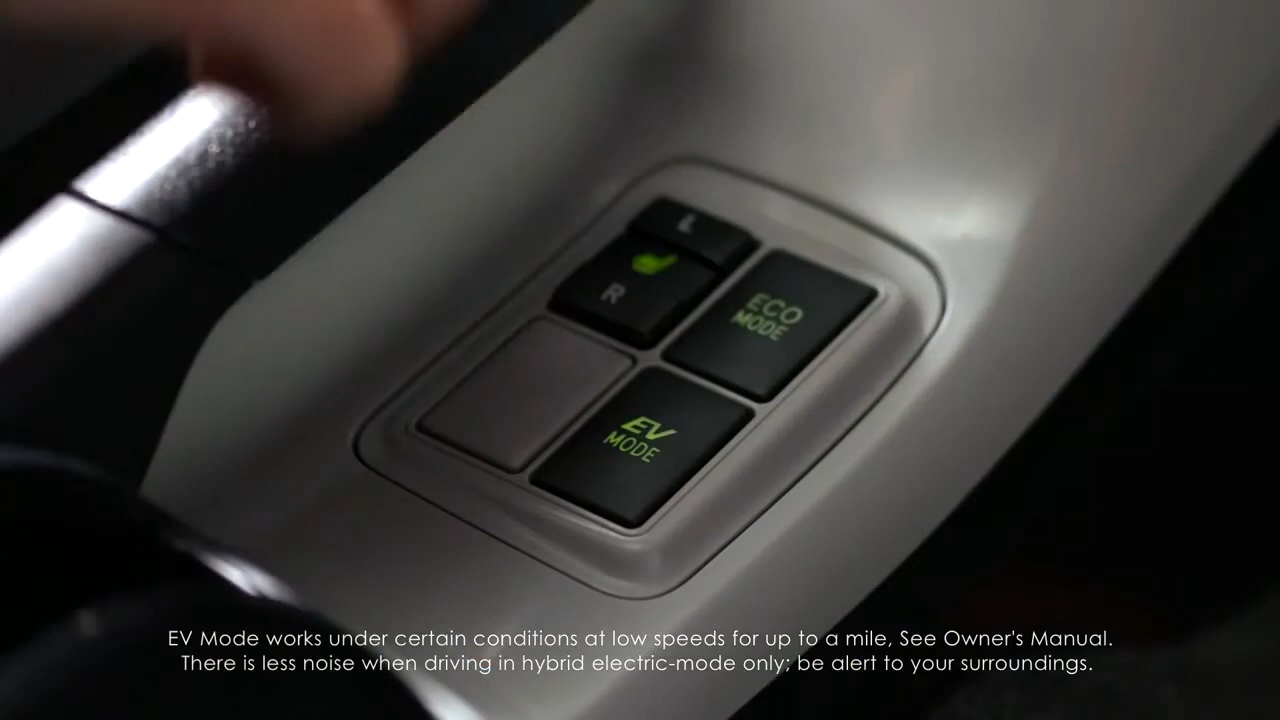 L
R
ECO
MODE
EV
MODE
EV Mode works under certain conditions at low speeds for up to a mile, See Owner's Manual.
There is less noise when driving in hybrid electric-mode only; be alert to your surroundings.